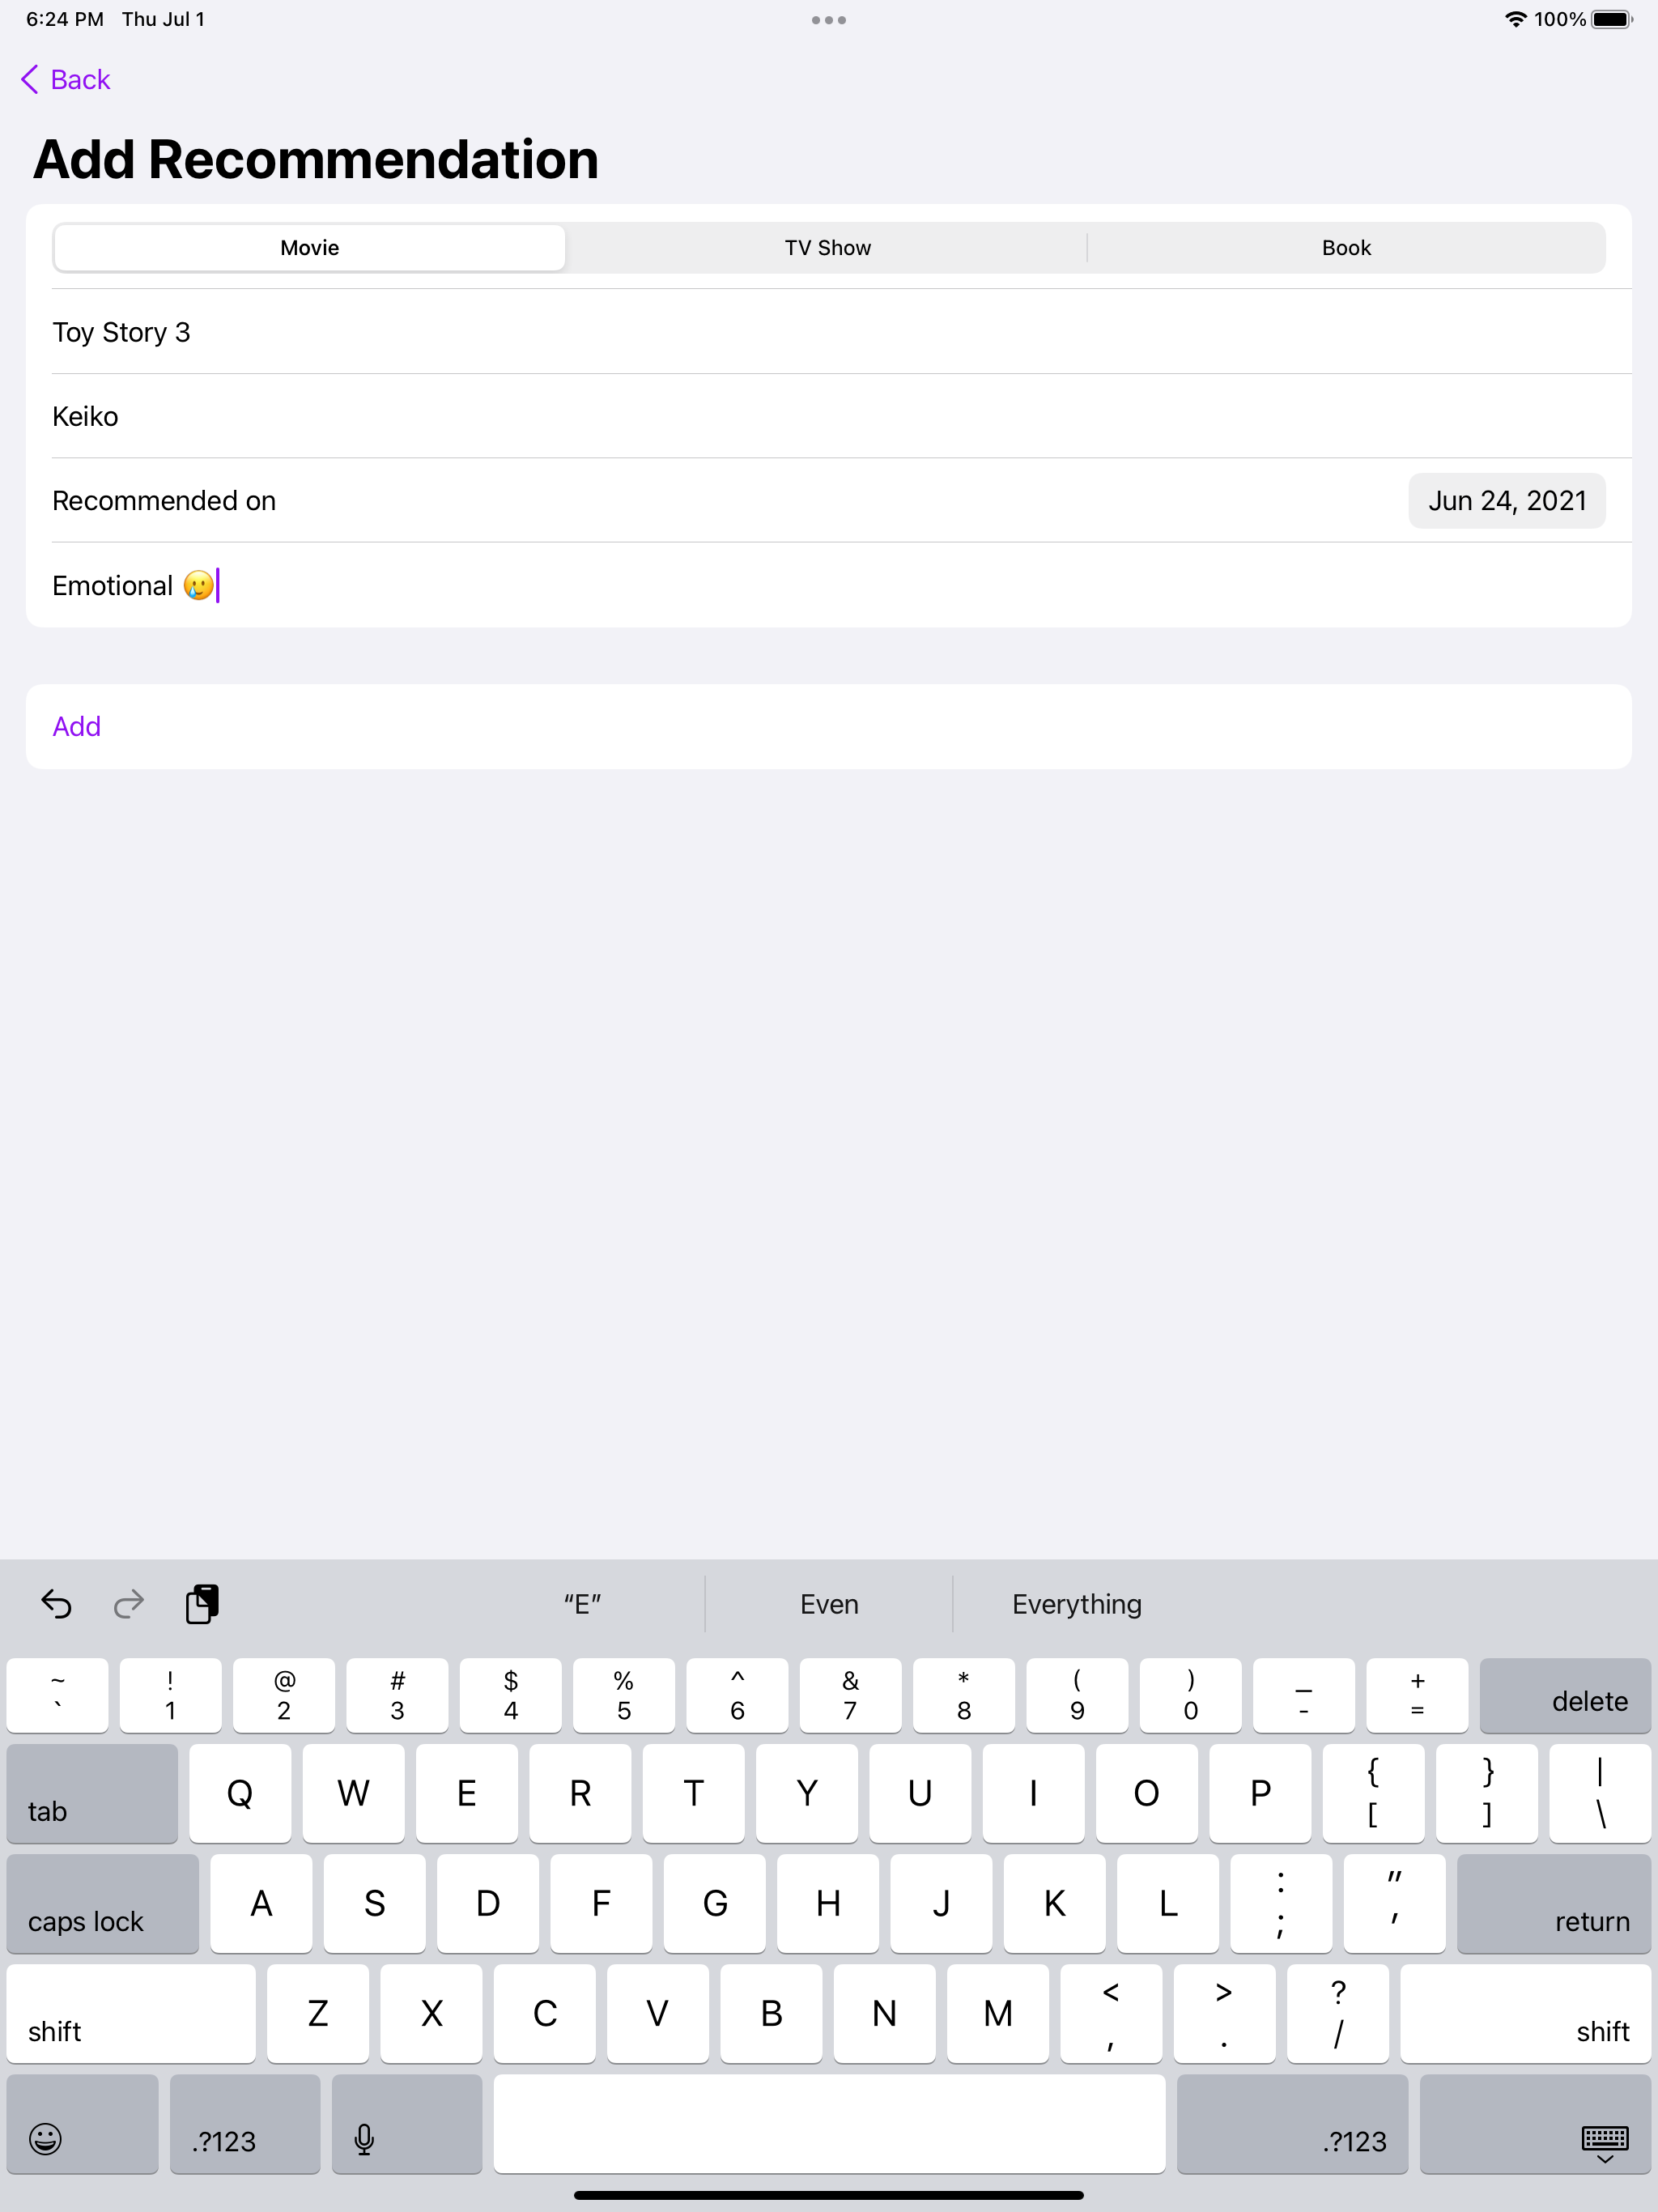 6:24 PM Thu Jul 1 100%
Back
Add Recommendation
Movie TV Show Book
Toy Story 3
Keiko
Recommended on Jun 24, 2021
Emotional 🥲
Add
“E” Even Everything
~ ! @ # $ % ^ & * ( ) _ +
` 1 2 3 4 5 6 7 8 9 0 - = delete
tab Q W E R T Y U I O P { [ } ] | \
caps lock A S D F G H J K L : ; " ' return
shift Z X C V B N M < , > . ? / shift
.?123 .?123